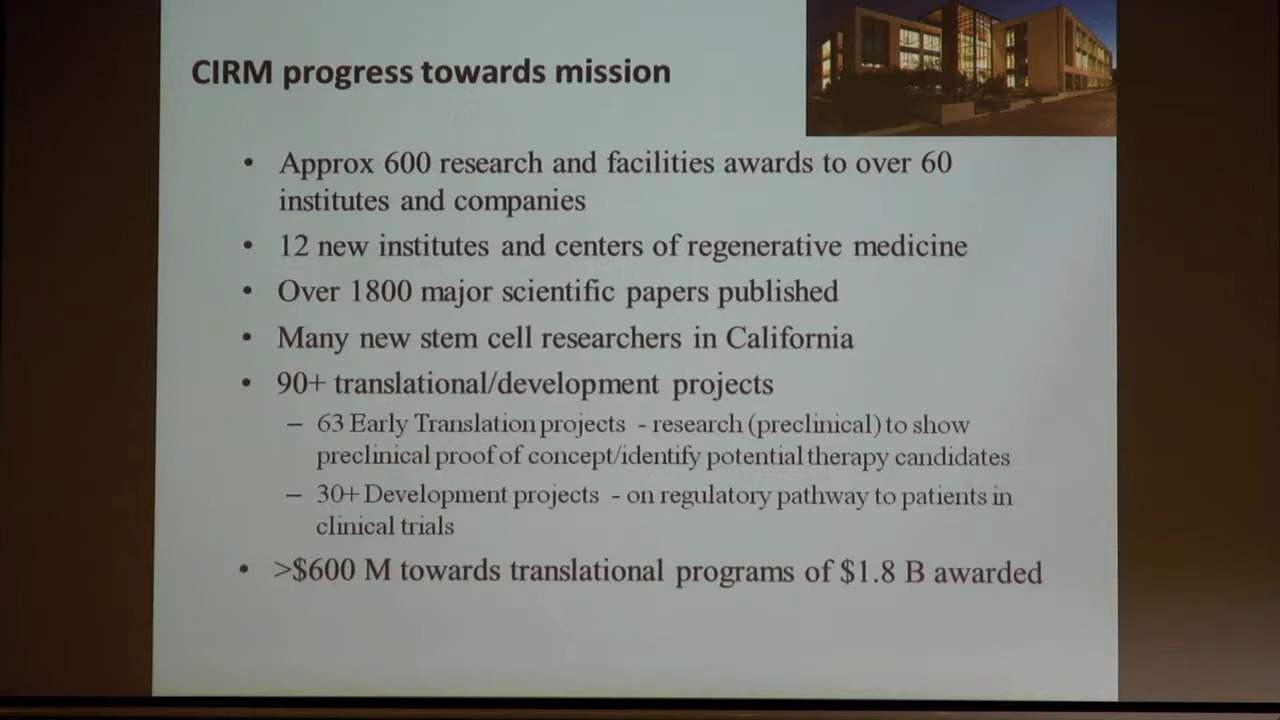 CIRM progress towards mission
• Approx 600 research and facilities awards to over 60
institutes and companies
• 12 new institutes and centers of regenerative medicine
• Over 1800 major scientific papers published
• Many new stem cell researchers in California
• 90+ translational/development projects
– 63 Early Translation projects - research (preclinical) to show
preclinical proof of concept/identify potential therapy candidates
– 30+ Development projects - on regulatory pathway to patients in
clinical trials
• >$600 M towards translational programs of $1.8 B awarded